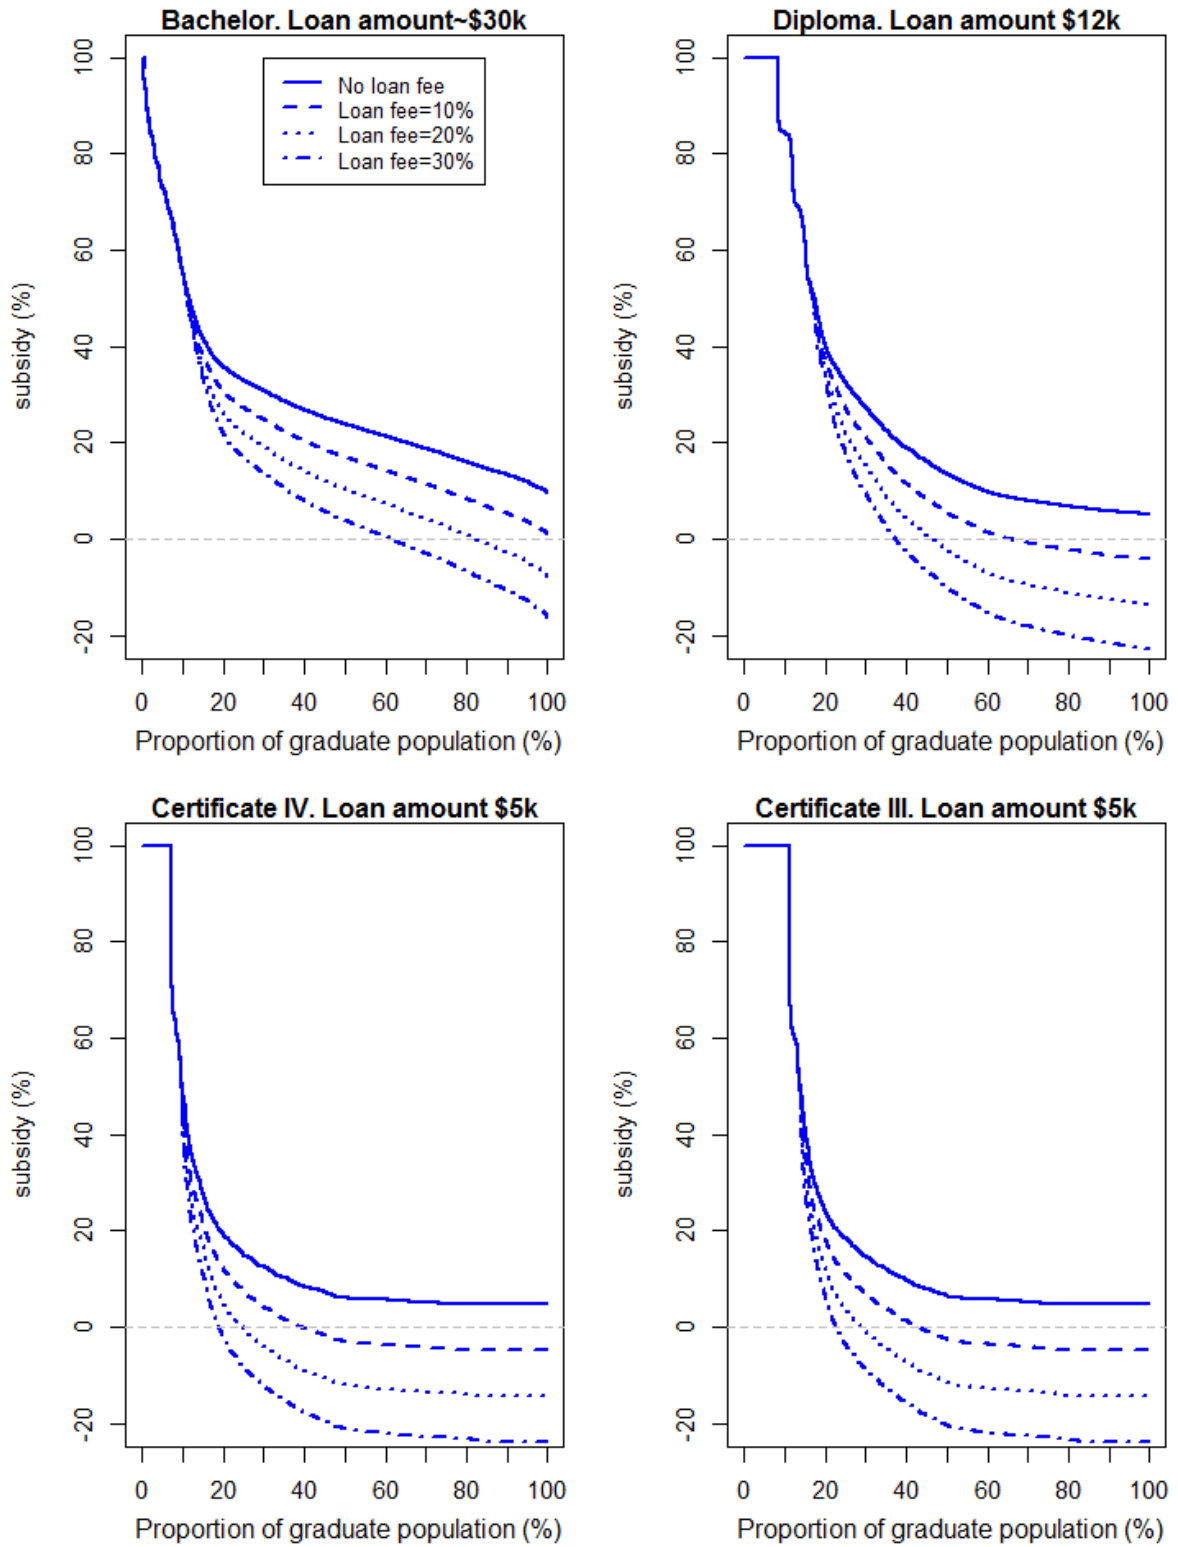 Bachelor. Loan amount~$30k
No loan fee
Loan fee=10%
Loan fee=20%
Loan fee=30%
subsidy (%)
100
80
60
40
20
0
-20
0 20 40 60 80 100
Proportion of graduate population (%)
Diploma. Loan amount $12k
subsidy (%)
100
80
60
40
20
0
-20
0 20 40 60 80 100
Proportion of graduate population (%)
Certificate IV. Loan amount $5k
subsidy (%)
100
80
60
40
20
0
-20
0 20 40 60 80 100
Proportion of graduate population (%)
Certificate III. Loan amount $5k
subsidy (%)
100
80
60
40
20
0
-20
0 20 40 60 80 100
Proportion of graduate population (%)